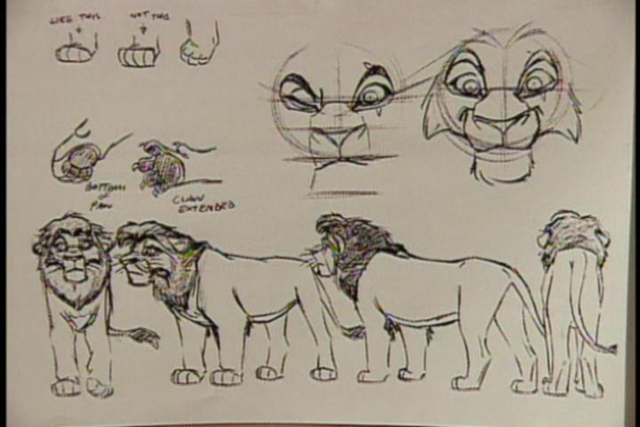 LIKE THIS
NOT THIS
BOTTOM
PAW
CLAW
EXTENDED